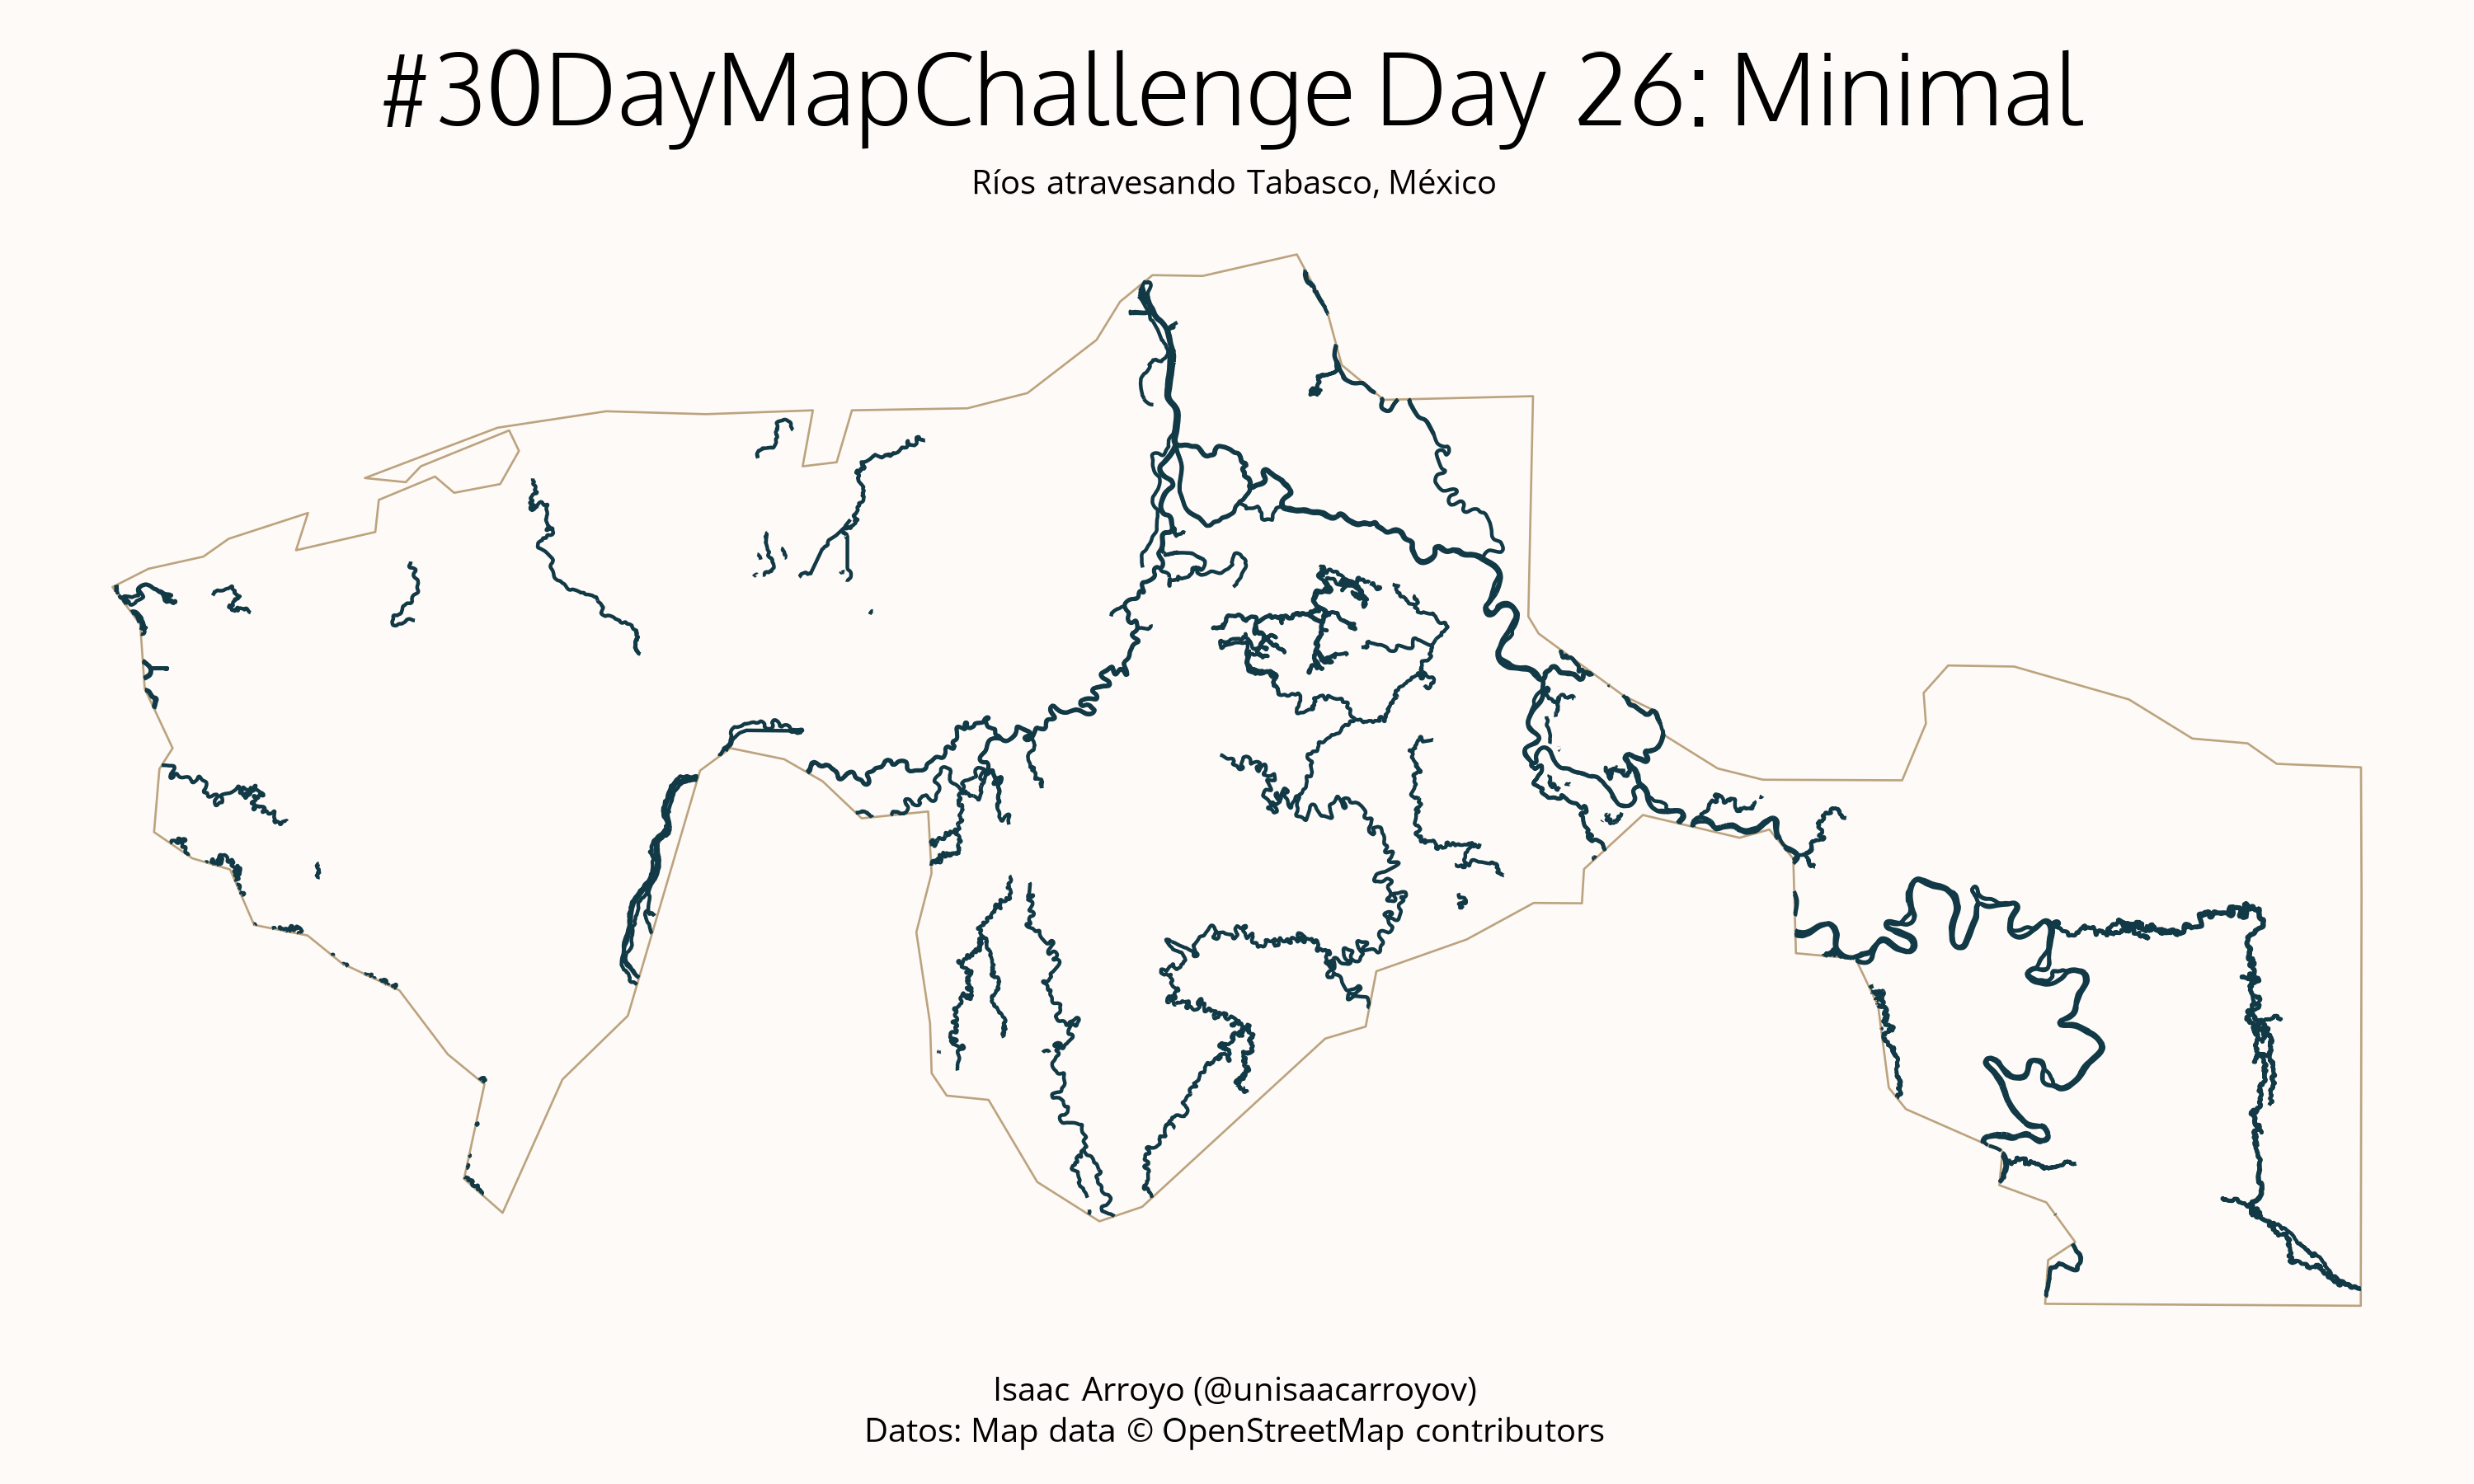 #30DayMapChallenge Day 26: Minimal
Ríos atravesando Tabasco, México
Isaac Arroyo (@unisaacarroyov)
Datos: Map data © OpenStreetMap contributors